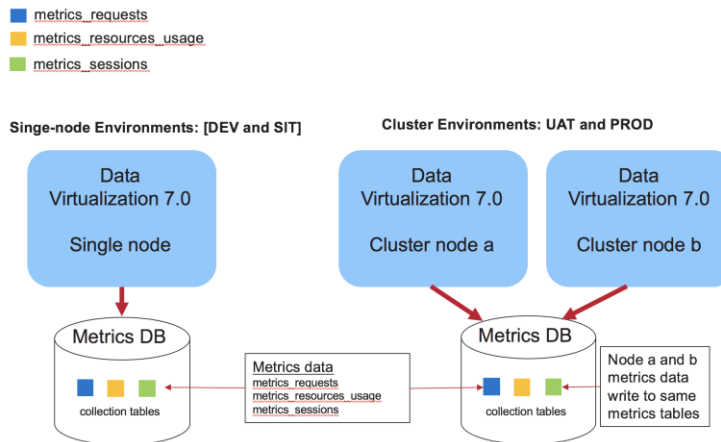 metrics_requests
metrics_resources_usage
metrics_sessions
Singe-node Environments: [DEV and SIT]
Cluster Environments: UAT and PROD
Data
Virtualization 7.0
Single node
Data
Virtualization 7.0
Cluster node a
Data
Virtualization 7.0
Cluster node b
Metrics DB
collection tables
Metrics data
metrics_requests
metrics_resources_usage
metrics_sessions
Metrics DB
collection tables
Node a and b
metrics data
write to same
metrics tables